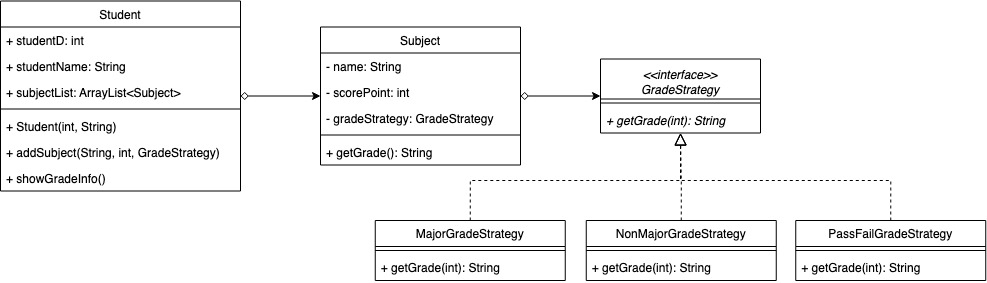 Student
+ studentD: int
+ studentName: String
+ subjectList: ArrayList<Subject>
+ Student(int, String)
+ addSubject(String, int, GradeStrategy)
+ showGradeInfo()
Subject
- name: String
- scorePoint: int
- gradeStrategy: GradeStrategy
+ getGrade(): String
<<interface>>
GradeStrategy
+ getGrade(int): String
MajorGradeStrategy
+ getGrade(int): String
NonMajorGradeStrategy
+ getGrade(int): String
PassFailGradeStrategy
+ getGrade(int): String